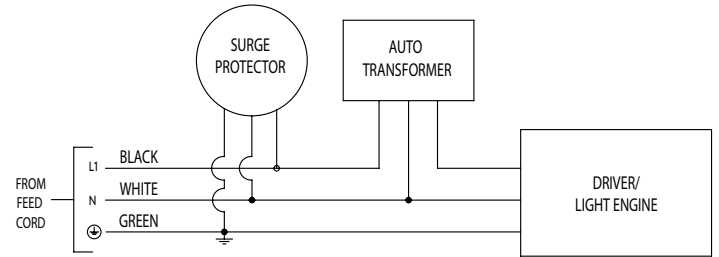 SURGE
PROTECTOR
AUTO
TRANSFORMER
L1 BLACK
FROM
FEED
CORD
N WHITE
GREEN
DRIVER/
LIGHT ENGINE